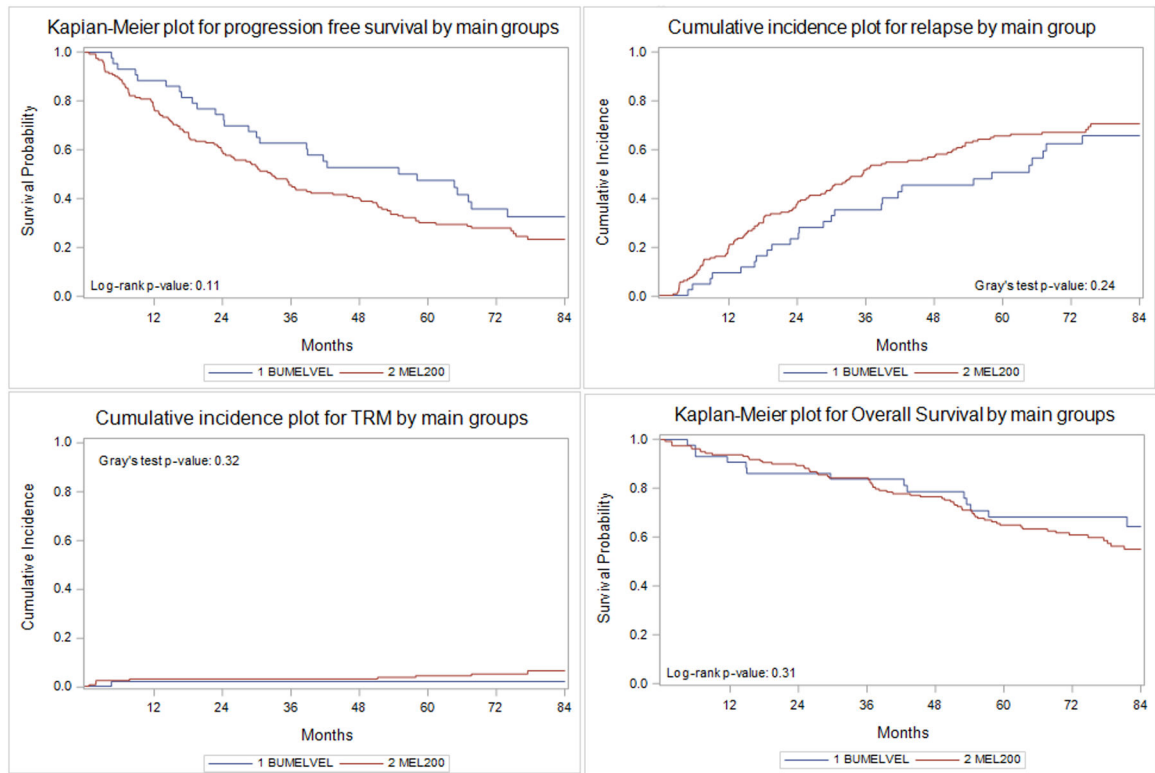 Kaplan-Meier plot for progression free survival by main groups
1.0
0.8
0.6
0.4
0.2
0.0
Survival Probability
Log-rank p-value: 0.11
12 24 36 48 60 72 84
Months
1 BUMELVEL 2 MEL200
Cumulative incidence plot for relapse by main group
1.0
0.8
0.6
0.4
0.2
0.0
Cumulative Incidence
Gray's test p-value: 0.24
12 24 36 48 60 72 84
Months
1 BUMELVEL 2 MEL200
Cumulative incidence plot for TRM by main groups
1.0
0.8
0.6
0.4
0.2
0.0
Cumulative Incidence
Gray's test p-value: 0.32
12 24 36 48 60 72 84
Months
1 BUMELVEL 2 MEL200
Kaplan-Meier plot for Overall Survival by main groups
1.0
0.8
0.6
0.4
0.2
0.0
Survival Probability
Log-rank p-value: 0.31
12 24 36 48 60 72 84
Months
1 BUMELVEL 2 MEL200